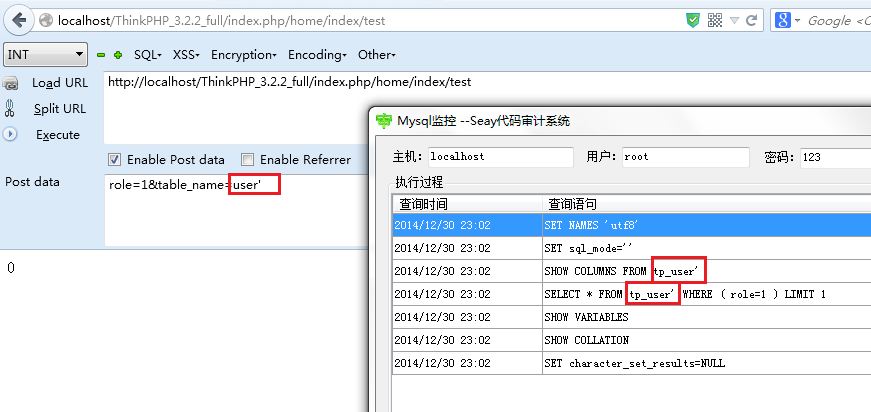 localhost/ThinkPHP_3.2.2_full/index.php/home/index/test
Google <C
INT SQL- XSS- Encryption- Encoding- Other-
Load URL http://localhost/ThinkPHP_3.2.2_full/index.php/home/index/test
Split URL
Execute
Enable Post data Enable Referrer
Post data role=1&table_name=user'
0
Mysql监控 --Seay代码审计系统
主机: localhost 用户: root 密码: 123
执行过程
查询时间 查询语句
2014/12/30 23:02 SET NAMES 'utf8'
2014/12/30 23:02 SET sql_mode=''
2014/12/30 23:02 SHOW COLUMNS FROM tp_user'
2014/12/30 23:02 SELECT * FROM tp_user' WHERE ( role=1 ) LIMIT 1
2014/12/30 23:02 SHOW VARIABLES
2014/12/30 23:02 SHOW COLLATION
2014/12/30 23:02 SET character_set_results=NULL